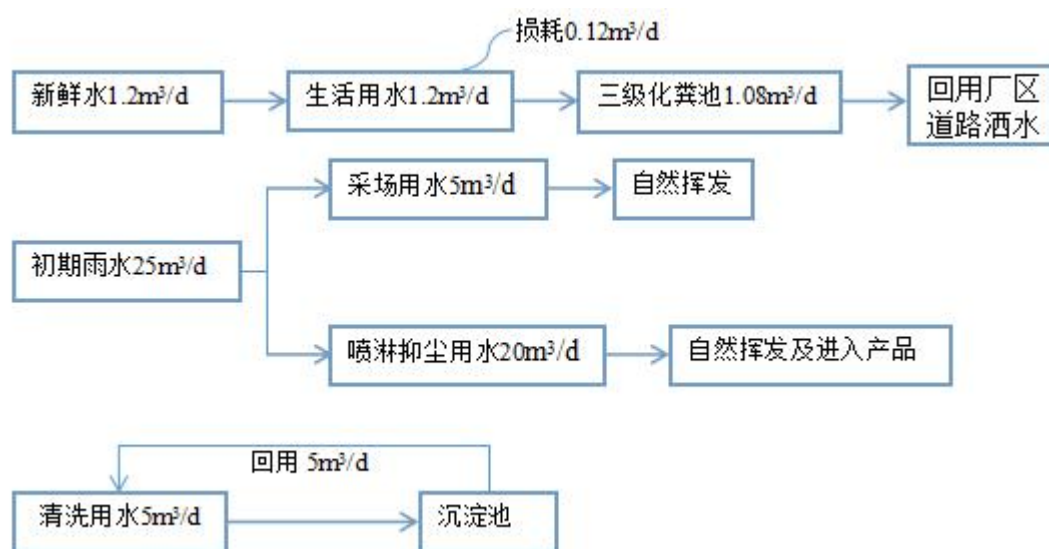 损耗0.12m³/d
新鲜水1.2m³/d
生活用水1.2m³/d
三级化粪池1.08m³/d
回用厂区
道路洒水
采场用水5m³/d
自然挥发
初期雨水25m³/d
喷淋抑尘用水20m³/d
自然挥发及进入产品
回用 5m³/d
清洗用水5m³/d
沉淀池